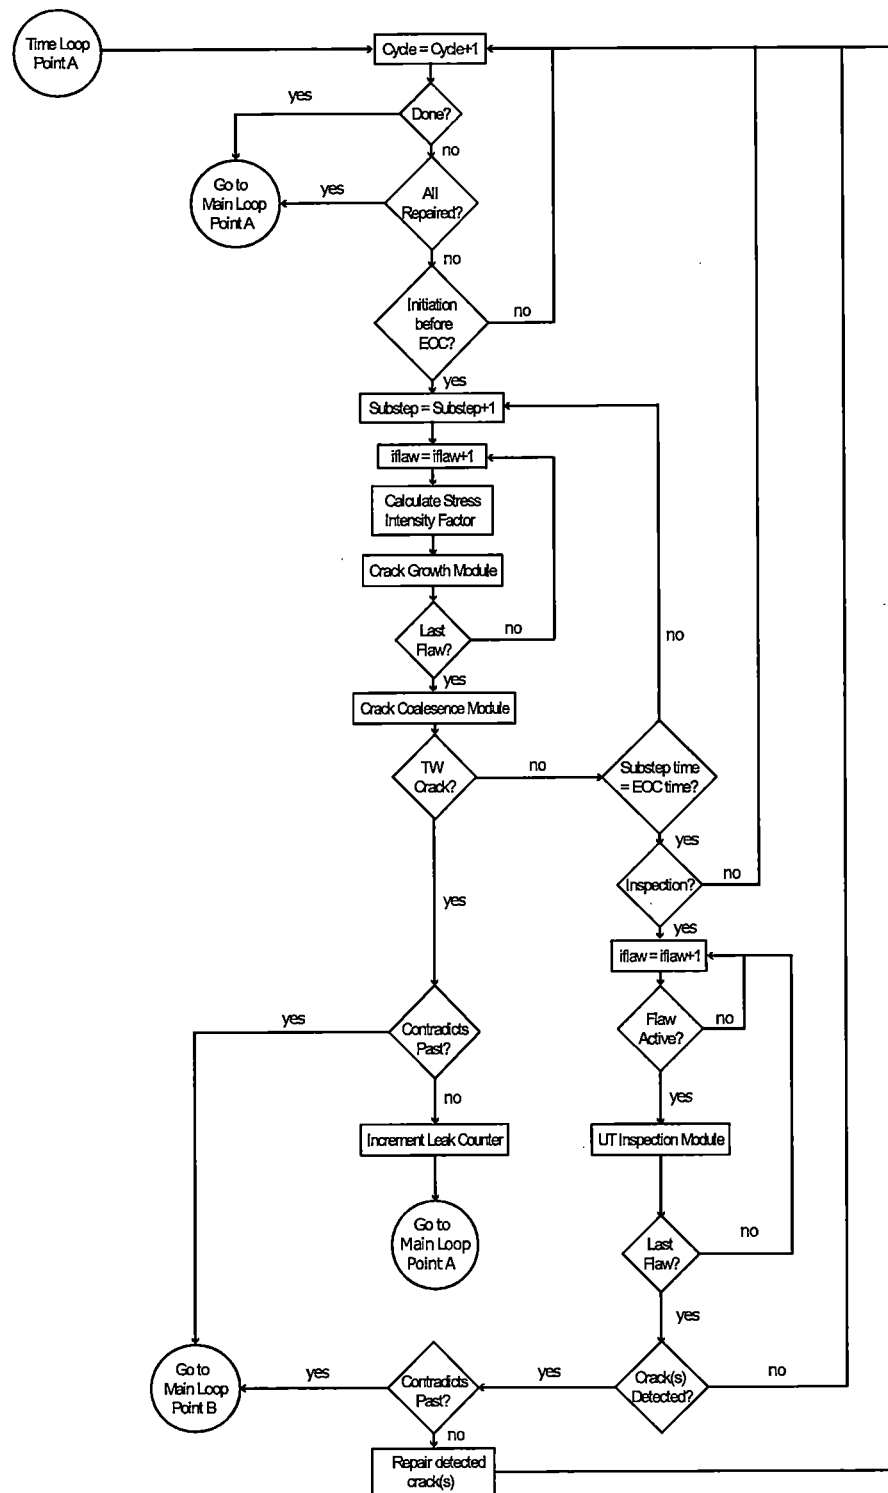 Time Loop
Point A
Cycle = Cycle+1
yes
Done?
no
Go to
Main Loop
Point A
yes
All
Repaired?
no
Initiation
before
EOC?
no
yes
Substep = Substep+1
iflaw = iflaw+1
Calculate Stress
Intensity Factor
Crack Growth Module
Last
Flaw?
no
no
yes
Crack Coalesence Module
TW
Crack?
no
Substep time
= EOC time?
yes
Inspection?
no
yes
yes
iflaw = iflaw+1
yes
Contradicts
Past?
Flaw
Active?
no
no
yes
Increment Leak Counter
UT Inspection Module
Go to
Main Loop
Point A
Last
Flaw?
no
yes
Go to
Main Loop
Point B
yes
Contradicts
Past?
yes
Crack(s)
Detected?
no
no
Repair detected
crack(s)